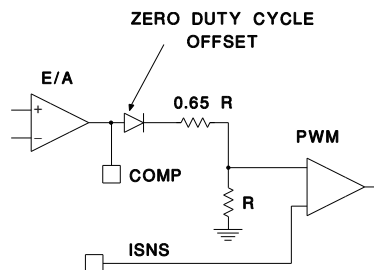 ZERO DUTY CYCLE
OFFSET
E/A
0.65 R
+
−
PWM
COMP
R
ISNS